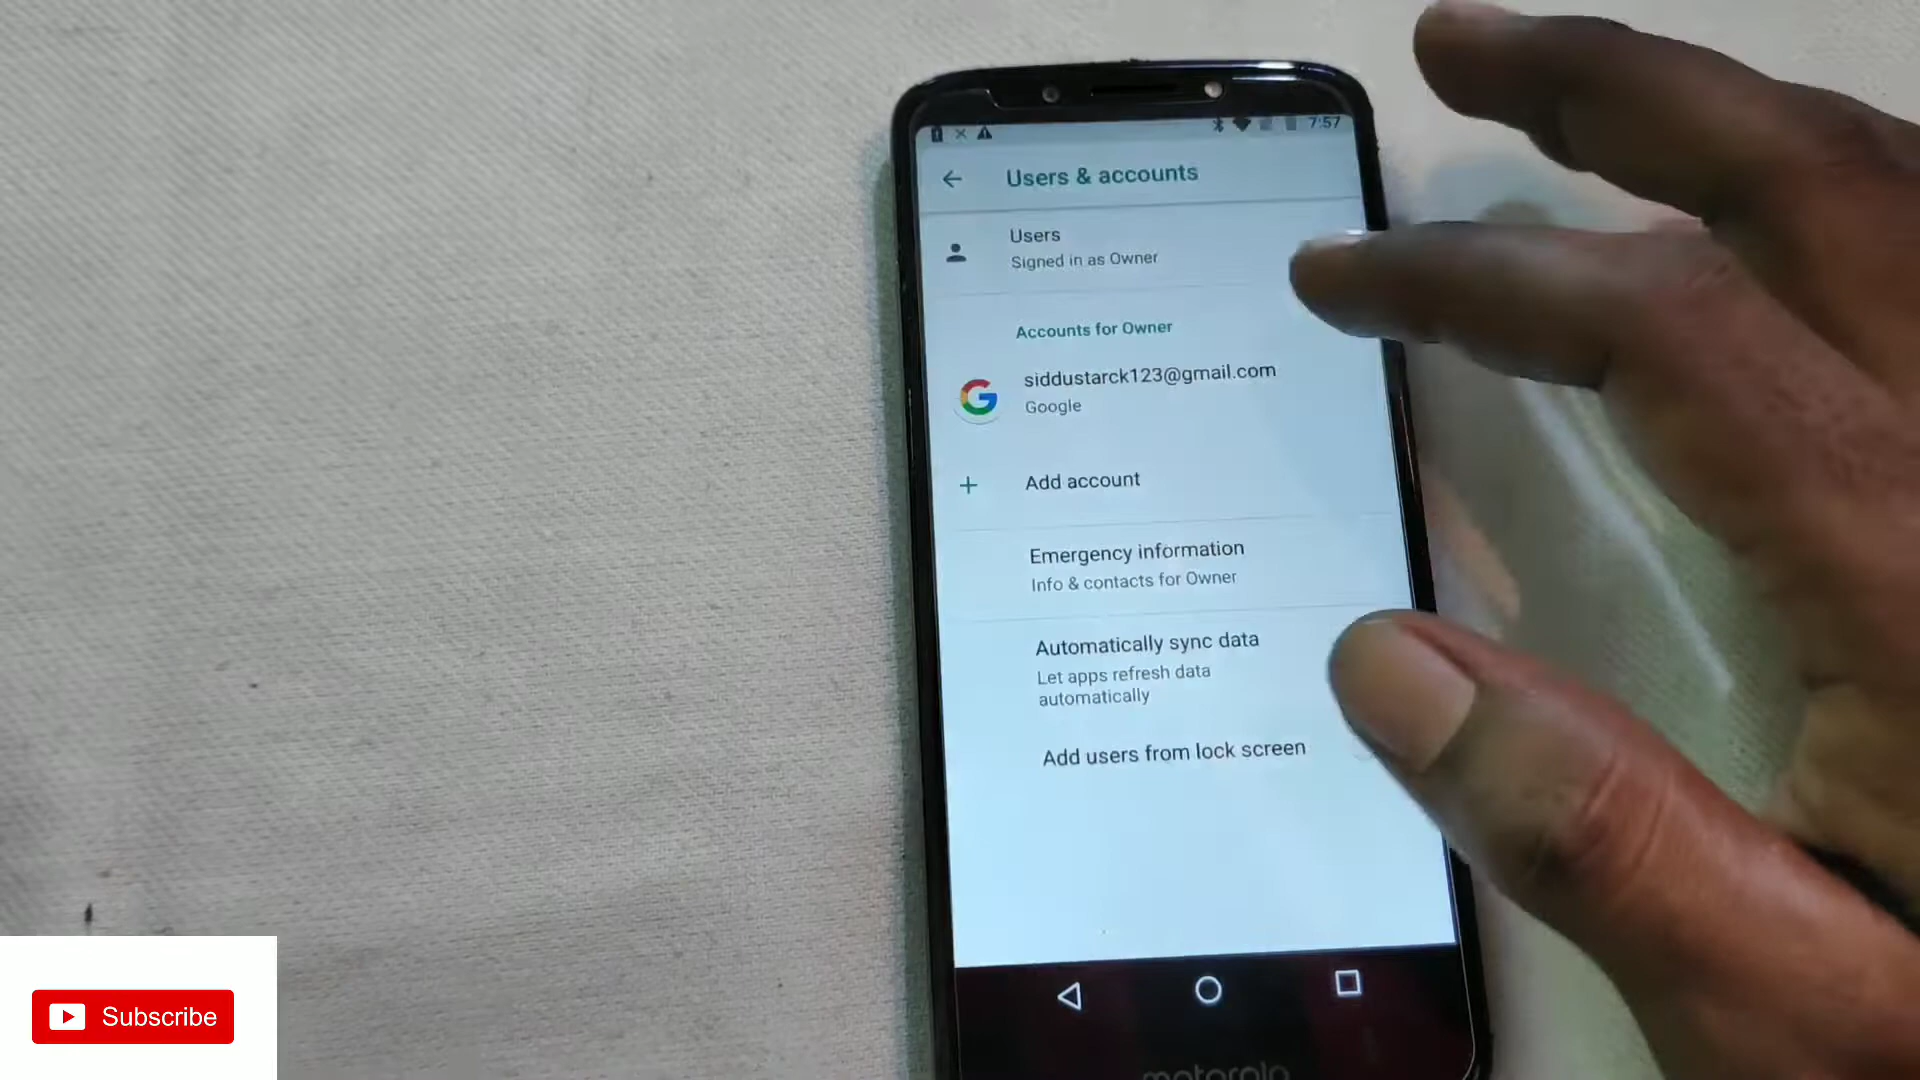 7:57
Users & accounts
Users
Signed in as Owner
Accounts for Owner
siddustarck123@gmail.com
Google
Add account
Emergency information
Info & contacts for Owner
Automatically sync data
Let apps refresh data
automatically
Add users from lock screen
motorola
Subscribe